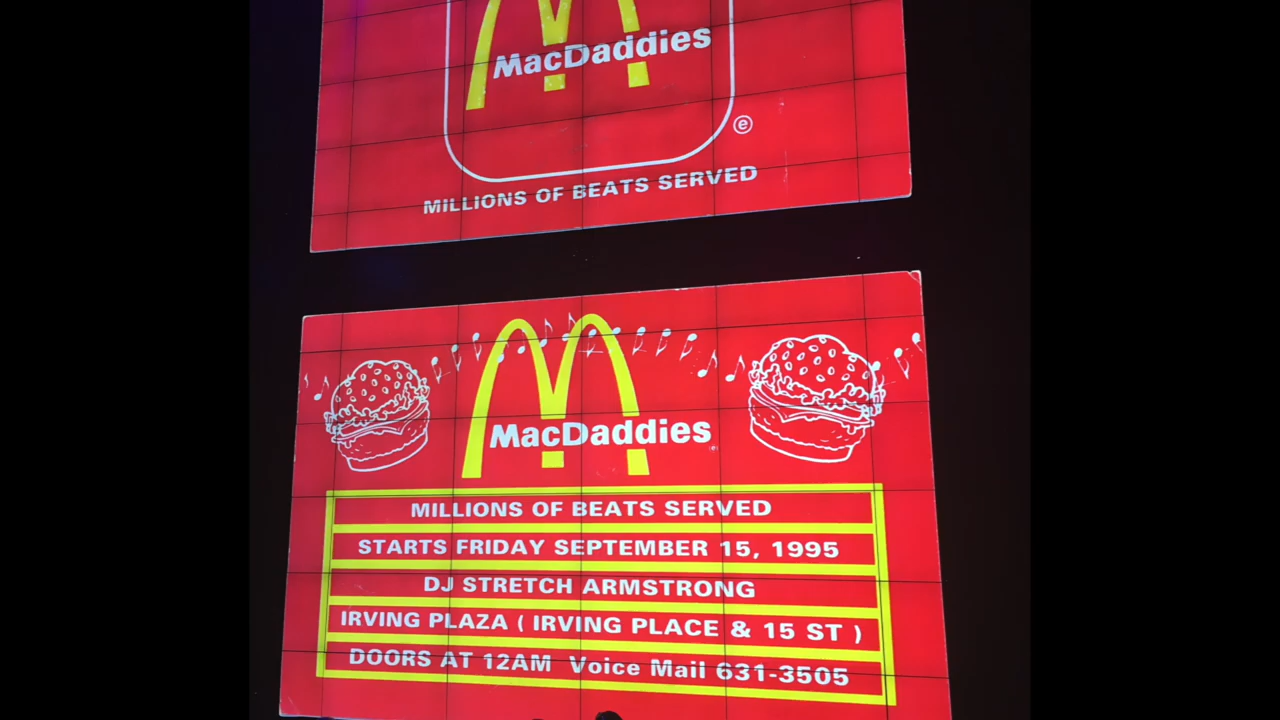 MacDaddies
ⓔ
MILLIONS OF BEATS SERVED
MacDaddies
MILLIONS OF BEATS SERVED
STARTS FRIDAY SEPTEMBER 15, 1995
DJ STRETCH ARMSTRONG
IRVING PLAZA ( IRVING PLACE & 15 ST )
DOORS AT 12AM Voice Mail 631-3505